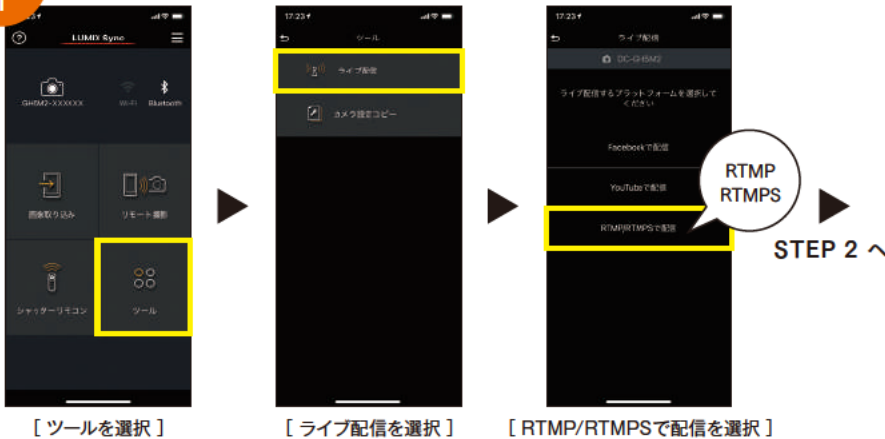 17:23
LUMIX Sync
GH5M2-XXXXXX
Wi-Fi
Bluetooth
画像取り込み
リモート撮影
シャッターリモコン
ツール
[ ツールを選択 ]
17:23
ツール
ライブ配信
カメラ設定コピー
[ ライブ配信を選択 ]
17:23
ライブ配信
DC-GH5M2
ライブ配信するプラットフォームを選択して
ください
Facebookで配信
YouTubeで配信
RTMP/RTMPSで配信
RTMP
RTMPS
[ RTMP/RTMPSで配信を選択 ]
STEP 2 へ